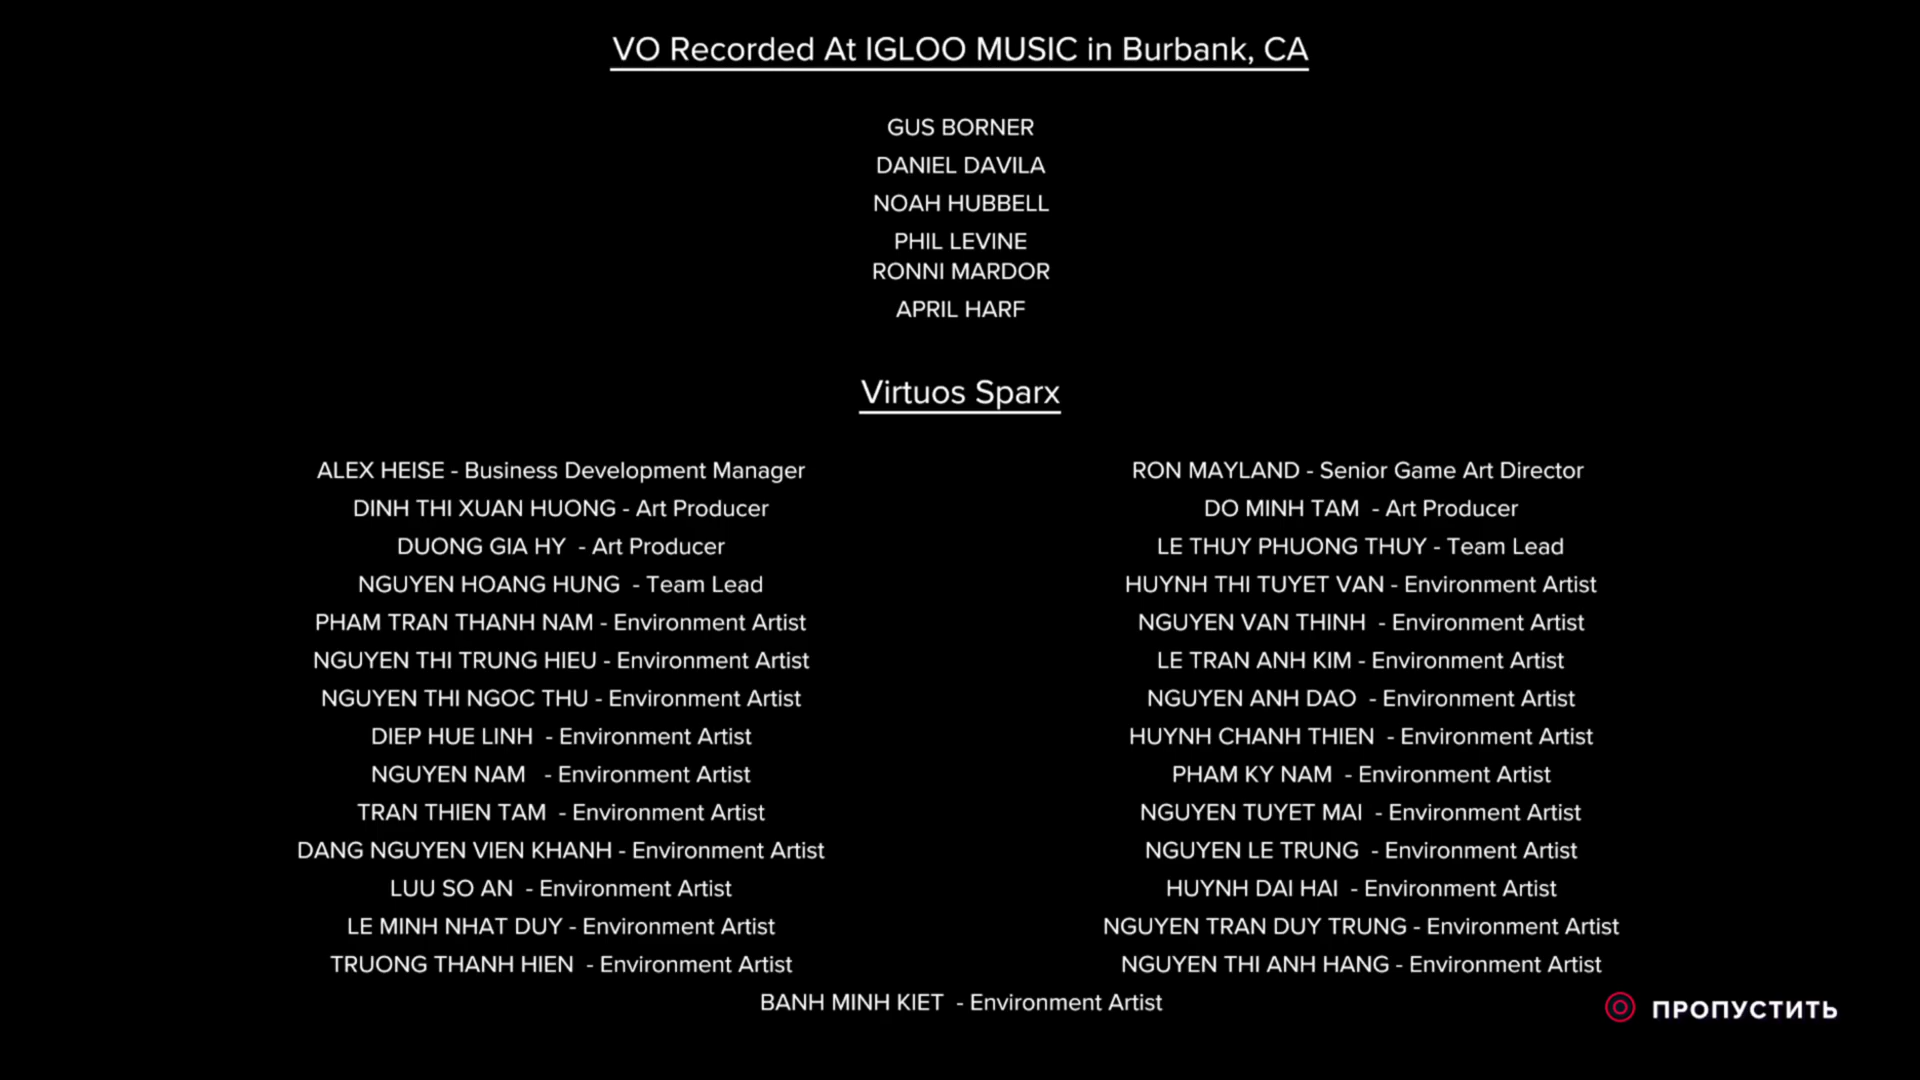 VO Recorded At IGLOO MUSIC in Burbank, CA
GUS BORNER
DANIEL DAVILA
NOAH HUBBELL
PHIL LEVINE
RONNI MARDOR
APRIL HARF
Virtuos Sparx
ALEX HEISE - Business Development Manager
RON MAYLAND - Senior Game Art Director
DINH THI XUAN HUONG - Art Producer
DO MINH TAM - Art Producer
DUONG GIA HY - Art Producer
LE THUY PHUONG THUY - Team Lead
NGUYEN HOANG HUNG - Team Lead
HUYNH THI TUYET VAN - Environment Artist
PHAM TRAN THANH NAM - Environment Artist
NGUYEN VAN THINH - Environment Artist
NGUYEN THI TRUNG HIEU - Environment Artist
LE TRAN ANH KIM - Environment Artist
NGUYEN THI NGOC THU - Environment Artist
NGUYEN ANH DAO - Environment Artist
DIEP HUE LINH - Environment Artist
HUYNH CHANH THIEN - Environment Artist
NGUYEN NAM - Environment Artist
PHAM KY NAM - Environment Artist
TRAN THIEN TAM - Environment Artist
NGUYEN TUYET MAI - Environment Artist
DANG NGUYEN VIEN KHANH - Environment Artist
NGUYEN LE TRUNG - Environment Artist
LUU SO AN - Environment Artist
HUYNH DAI HAI - Environment Artist
LE MINH NHAT DUY - Environment Artist
NGUYEN TRAN DUY TRUNG - Environment Artist
TRUONG THANH HIEN - Environment Artist
NGUYEN THI ANH HANG - Environment Artist
BANH MINH KIET - Environment Artist
ПРОПУСТИТЬ